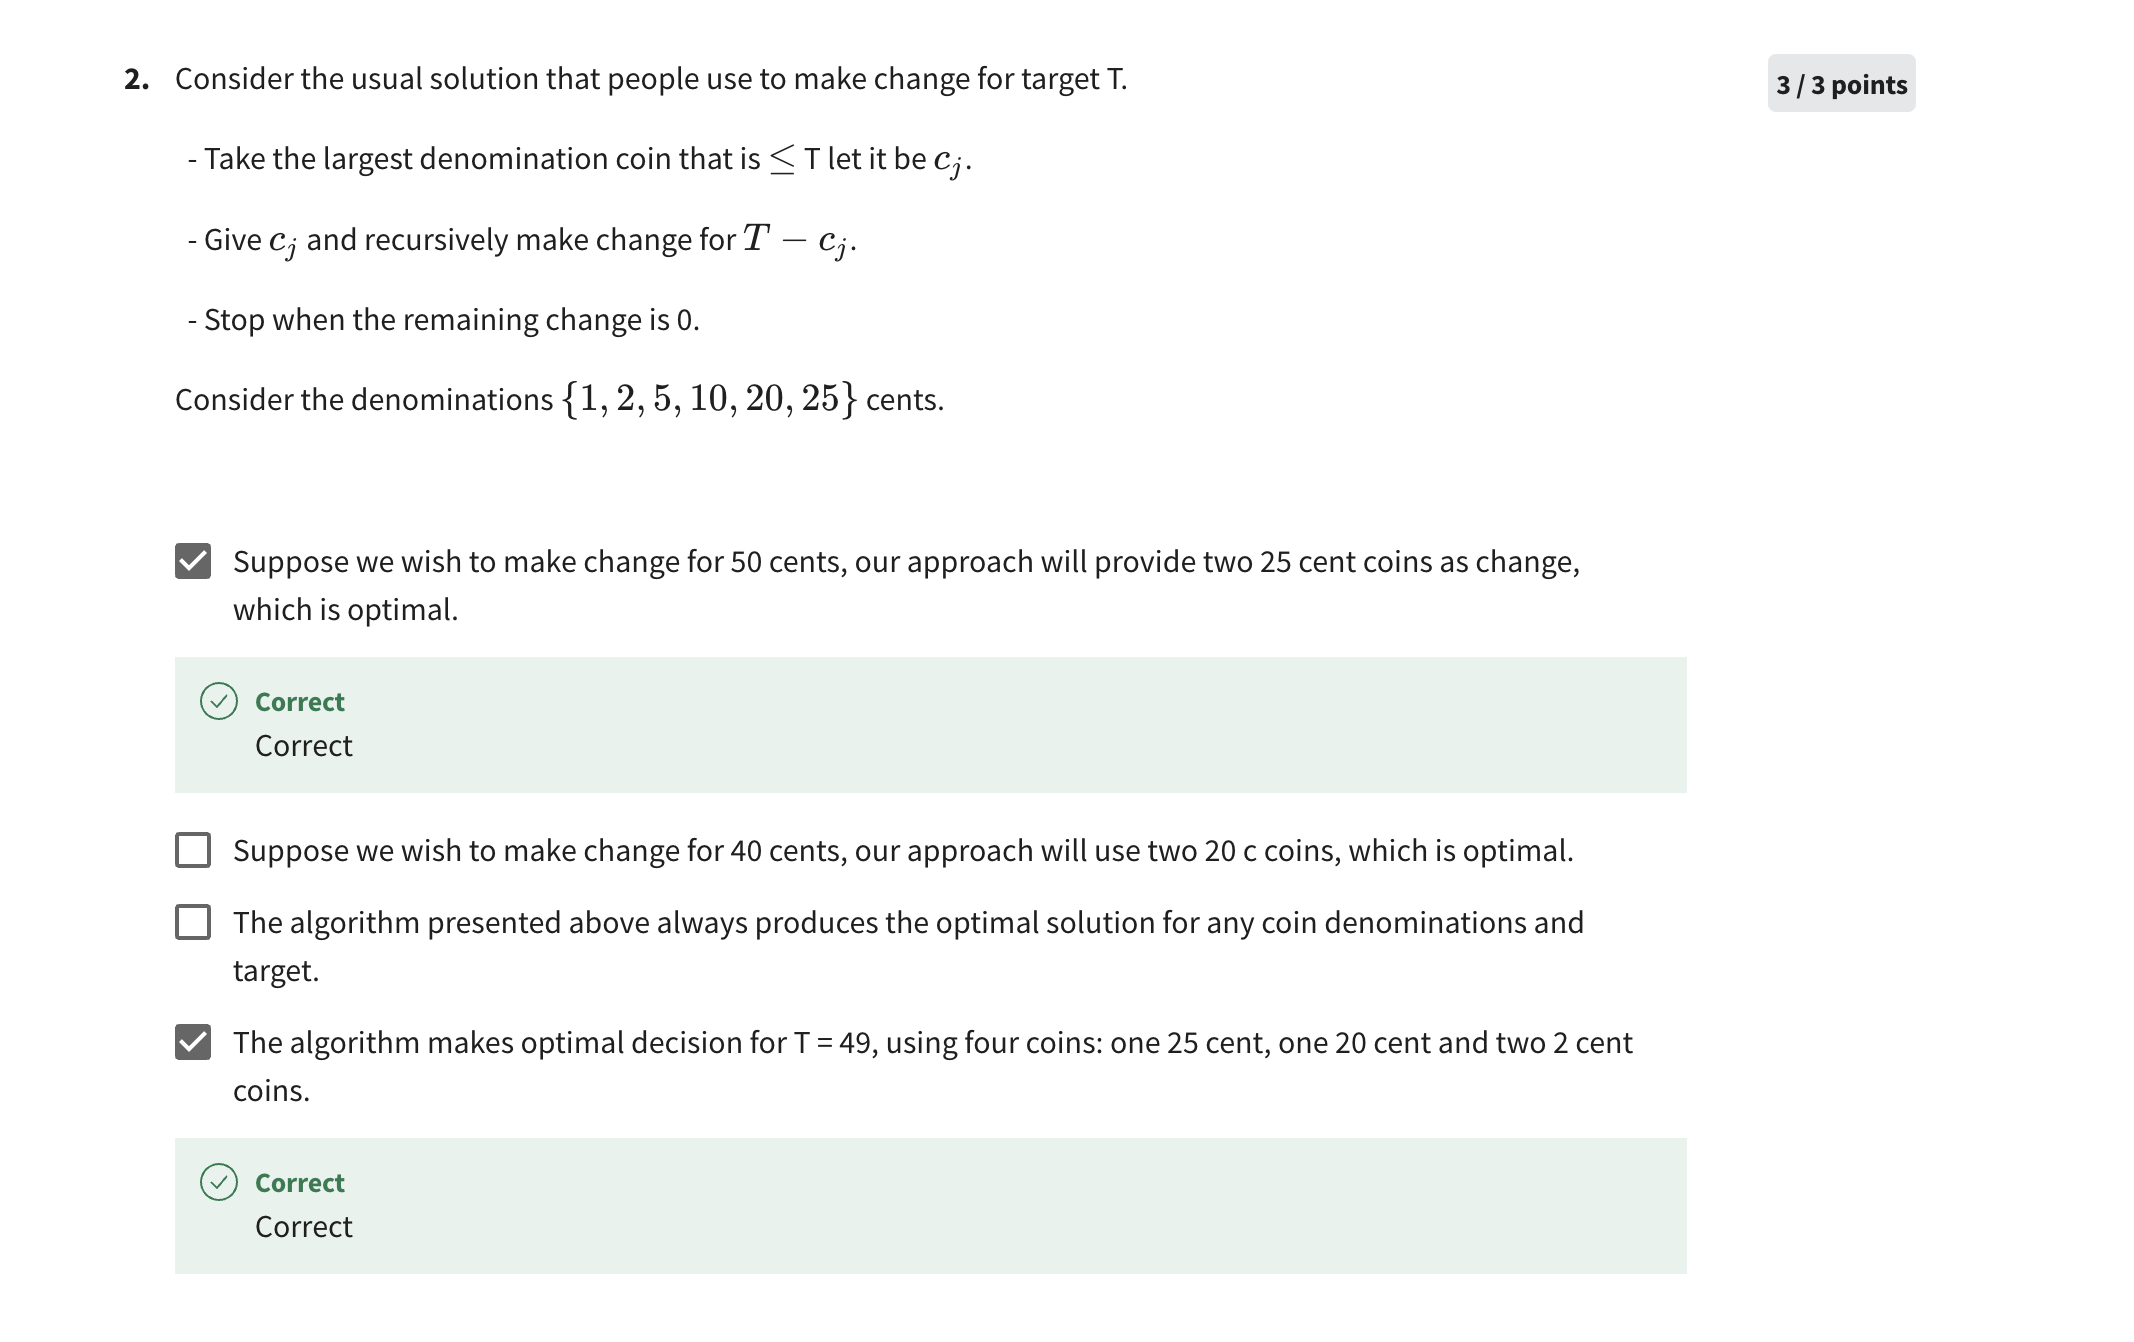 2. Consider the usual solution that people use to make change for target T.
3 / 3 points
- Take the largest denomination coin that is ≤ T let it be c_j.
- Give c_j and recursively make change for T − c_j.
- Stop when the remaining change is 0.
Consider the denominations {1, 2, 5, 10, 20, 25} cents.
Suppose we wish to make change for 50 cents, our approach will provide two 25 cent coins as change,
which is optimal.
Correct
Correct
Suppose we wish to make change for 40 cents, our approach will use two 20 c coins, which is optimal.
The algorithm presented above always produces the optimal solution for any coin denominations and
target.
The algorithm makes optimal decision for T = 49, using four coins: one 25 cent, one 20 cent and two 2 cent
coins.
Correct
Correct